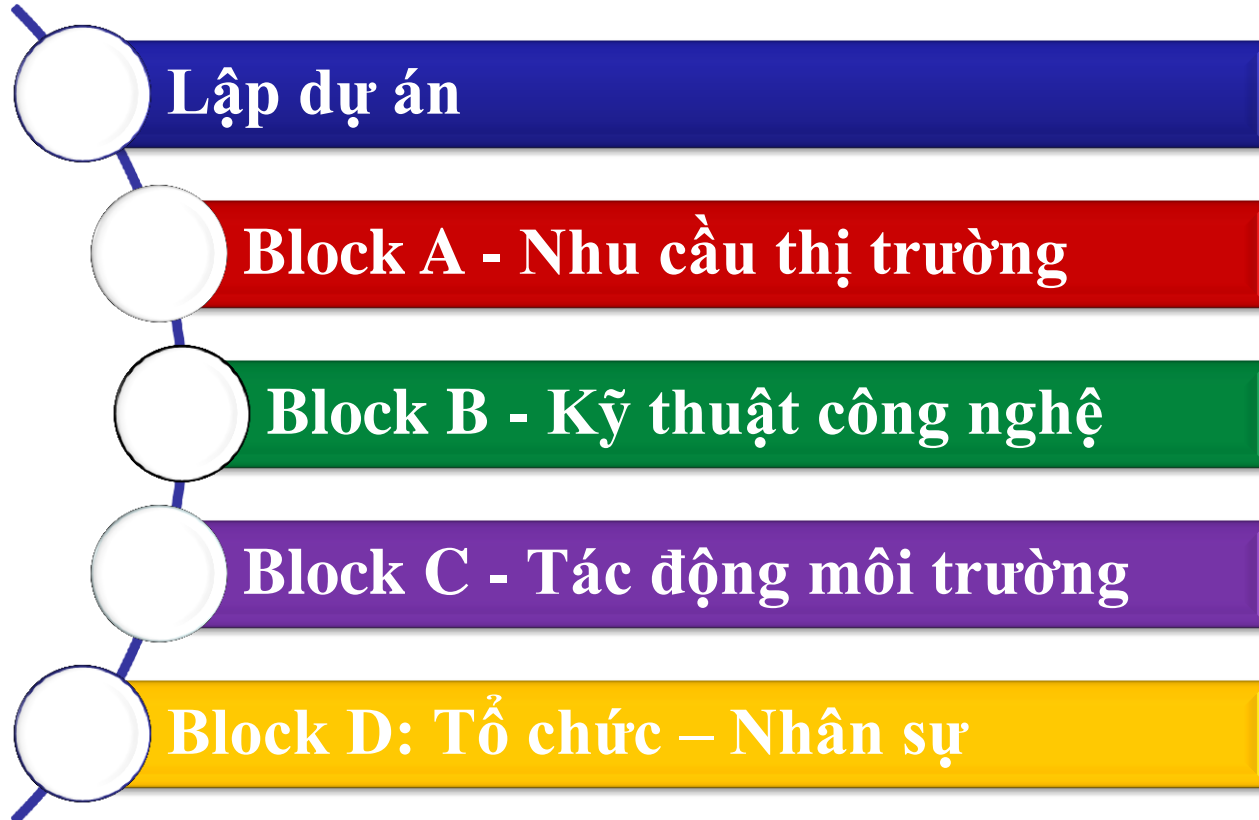 Lập dự án
Block A - Nhu cầu thị trường
Block B - Kỹ thuật công nghệ
Block C - Tác động môi trường
Block D: Tổ chức – Nhân sự